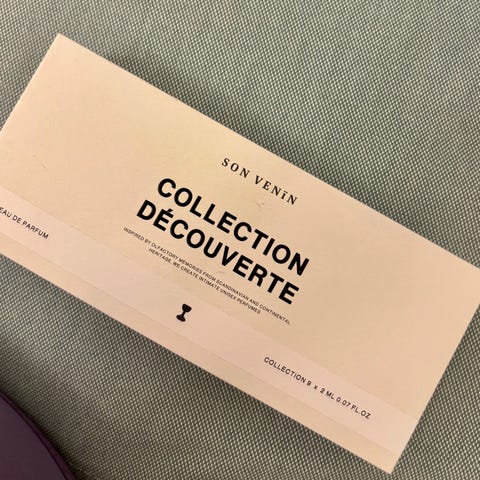 SON VENïN
COLLECTION
DÉCOUVERTE
INSPIRED BY OLFACTORY MEMORIES FROM SCANDINAVIAN AND CONTINENTAL
HERITAGE, WE CREATE INTIMATE UNISEX PERFUMES
EAU DE PARFUM
COLLECTION 9 x 2 ML 0.07 FL.OZ